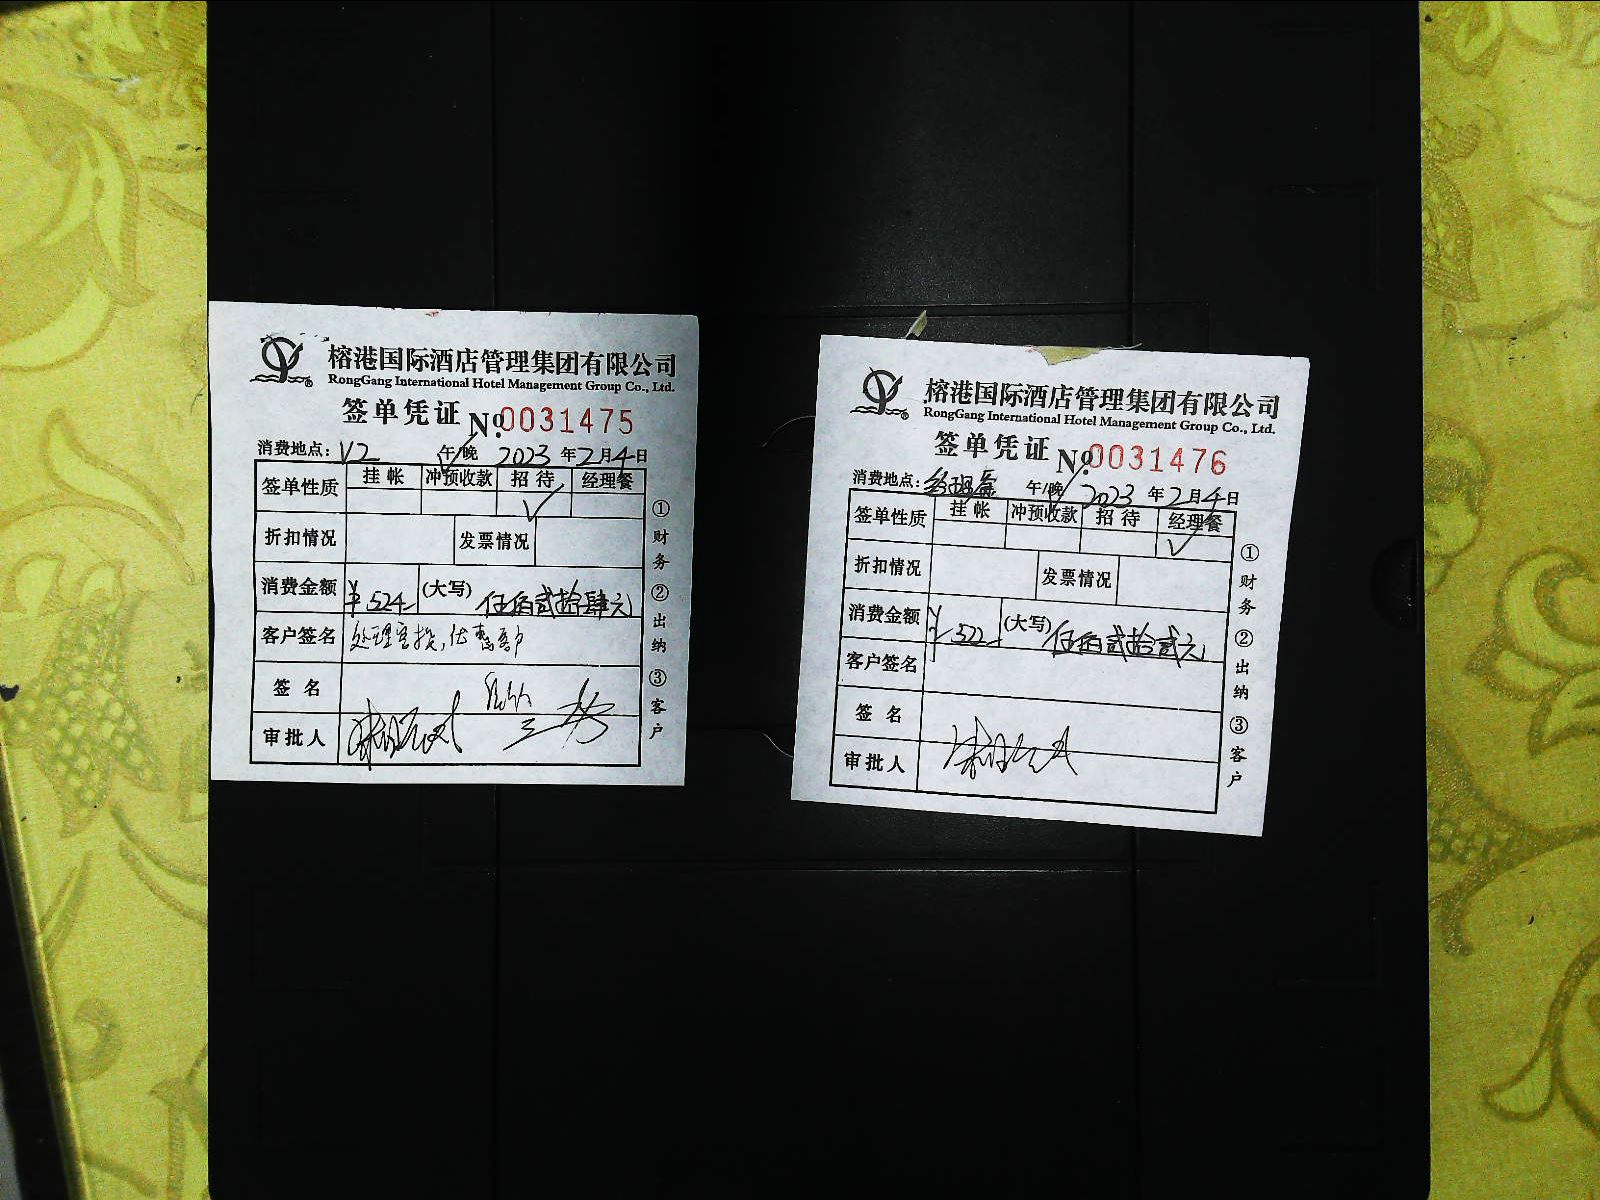 榕港国际酒店管理集团有限公司
RongGang International Hotel Management Group Co., Ltd.
签单凭证 №0031475
消费地点: V2 午/晚 2023 年 2 月 4 日
签单性质 挂帐 冲预收款 招待 经理餐
折扣情况 发票情况
消费金额 ¥524 (大写) 伍佰贰拾肆元
客户签名 处理客投,
签名
审批人
①财务 ②出纳 ③客户
榕港国际酒店管理集团有限公司
RongGang International Hotel Management Group Co., Ltd.
签单凭证 №0031476
消费地点: 午/晚 2023 年 2 月 4 日
签单性质 挂帐 冲预收款 招待 经理餐
折扣情况 发票情况
消费金额 ¥522 (大写) 伍佰贰拾贰元
客户签名
签名
审批人
①财务 ②出纳 ③客户